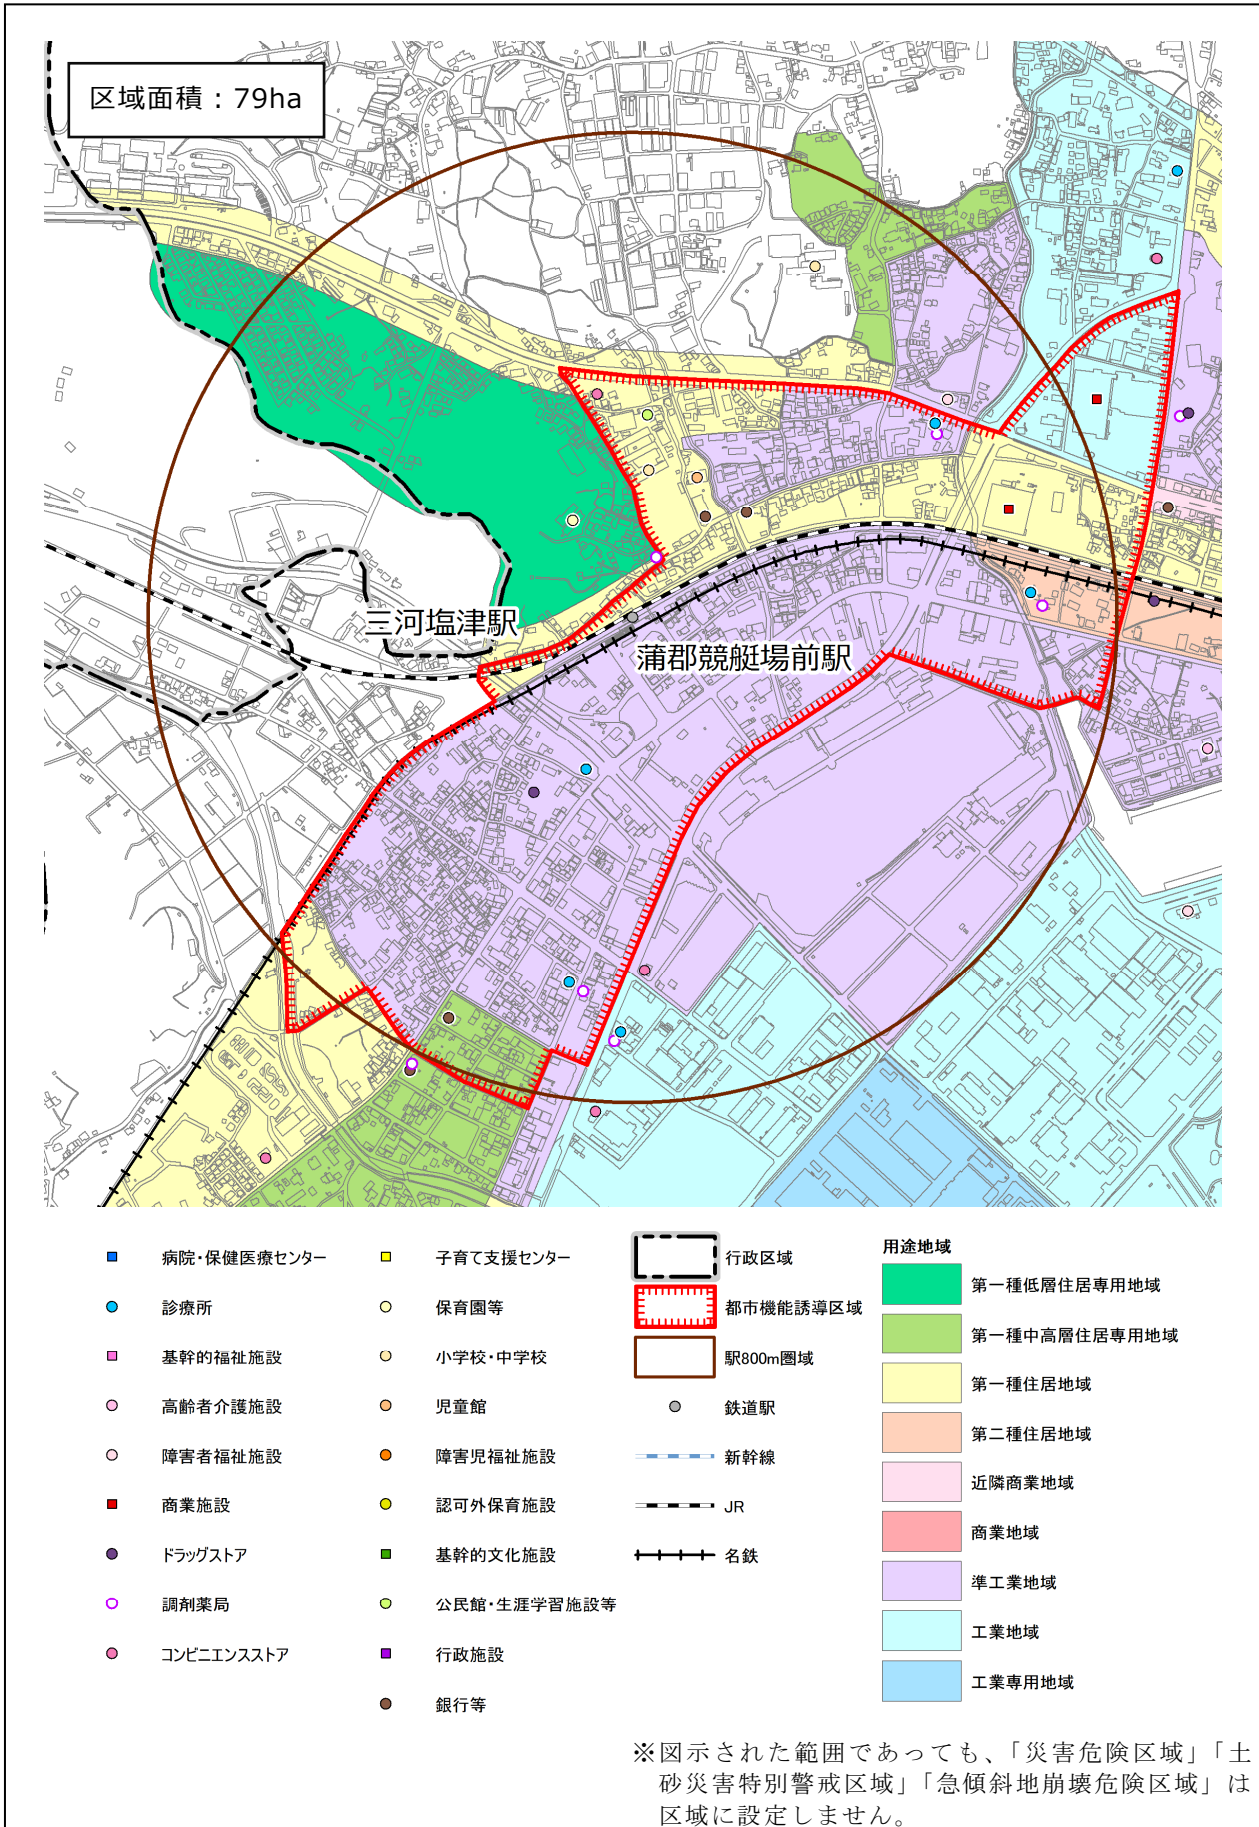 区域面積：79ha
三河塩津駅
蒲郡競艇場前駅
病院・保健医療センター
診療所
基幹的福祉施設
高齢者介護施設
障害者福祉施設
商業施設
ドラッグストア
調剤薬局
コンビニエンスストア
子育て支援センター
保育園等
小学校・中学校
児童館
障害児福祉施設
認可外保育施設
基幹的文化施設
公民館・生涯学習施設等
行政施設
銀行等
行政区域
都市機能誘導区域
駅800m圏域
鉄道駅
新幹線
JR
名鉄
用途地域
第一種低層住居専用地域
第一種中高層住居専用地域
第一種住居地域
第二種住居地域
近隣商業地域
商業地域
準工業地域
工業地域
工業専用地域
※図示された範囲であっても、「災害危険区域」「土
砂災害特別警戒区域」「急傾斜地崩壊危険区域」は
区域に設定しません。